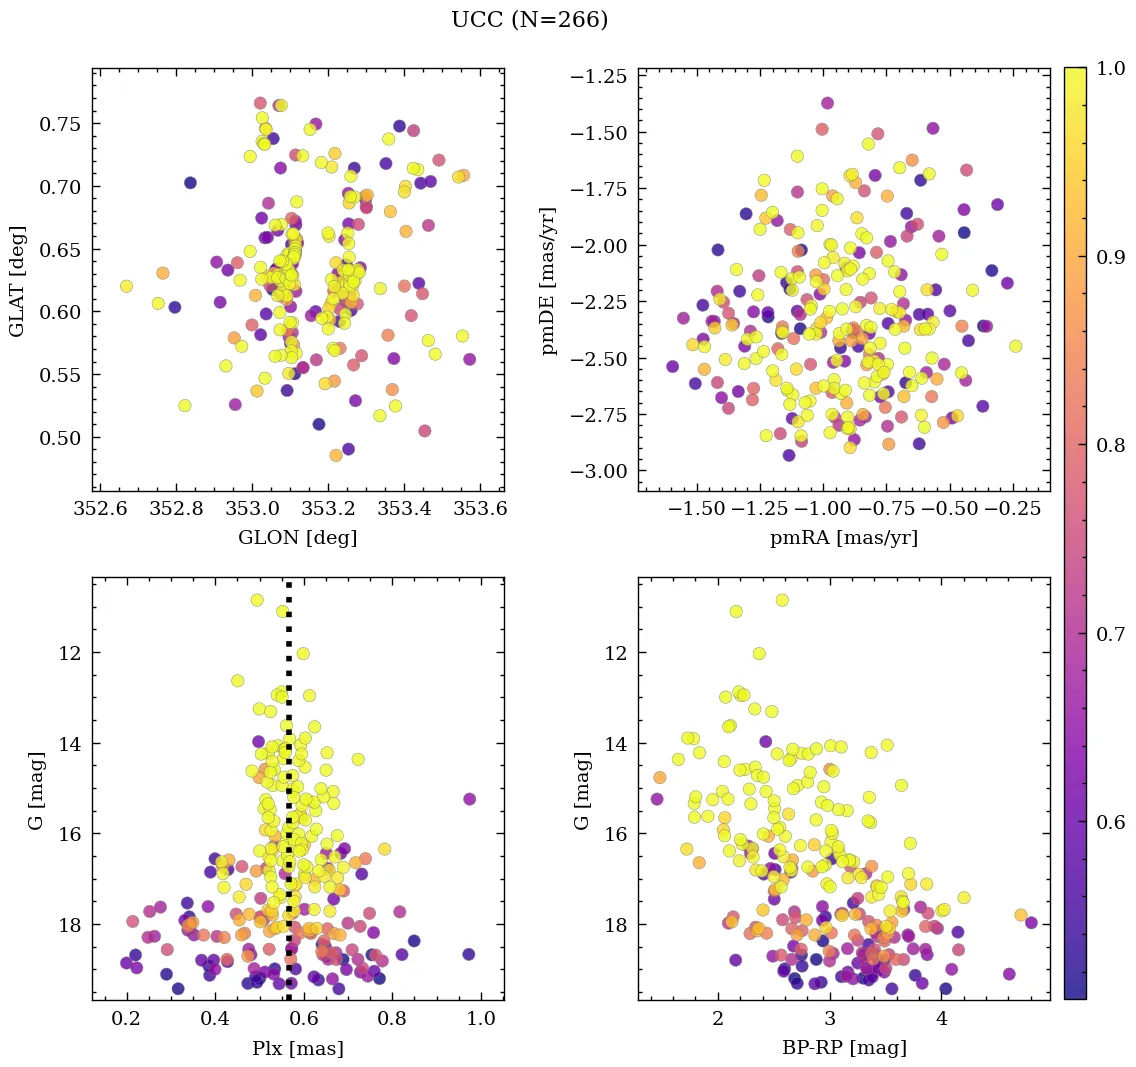 UCC (N=266)
0.75
0.70
0.65
0.60
0.55
0.50
GLAT [deg]
352.6 352.8 353.0 353.2 353.4 353.6
GLON [deg]
−1.25
−1.50
−1.75
−2.00
−2.25
−2.50
−2.75
−3.00
pmDE [mas/yr]
−1.50 −1.25 −1.00 −0.75 −0.50 −0.25
pmRA [mas/yr]
12
14
16
18
G [mag]
0.2 0.4 0.6 0.8 1.0
Plx [mas]
12
14
16
18
G [mag]
2 3 4
BP-RP [mag]
1.0
0.9
0.8
0.7
0.6